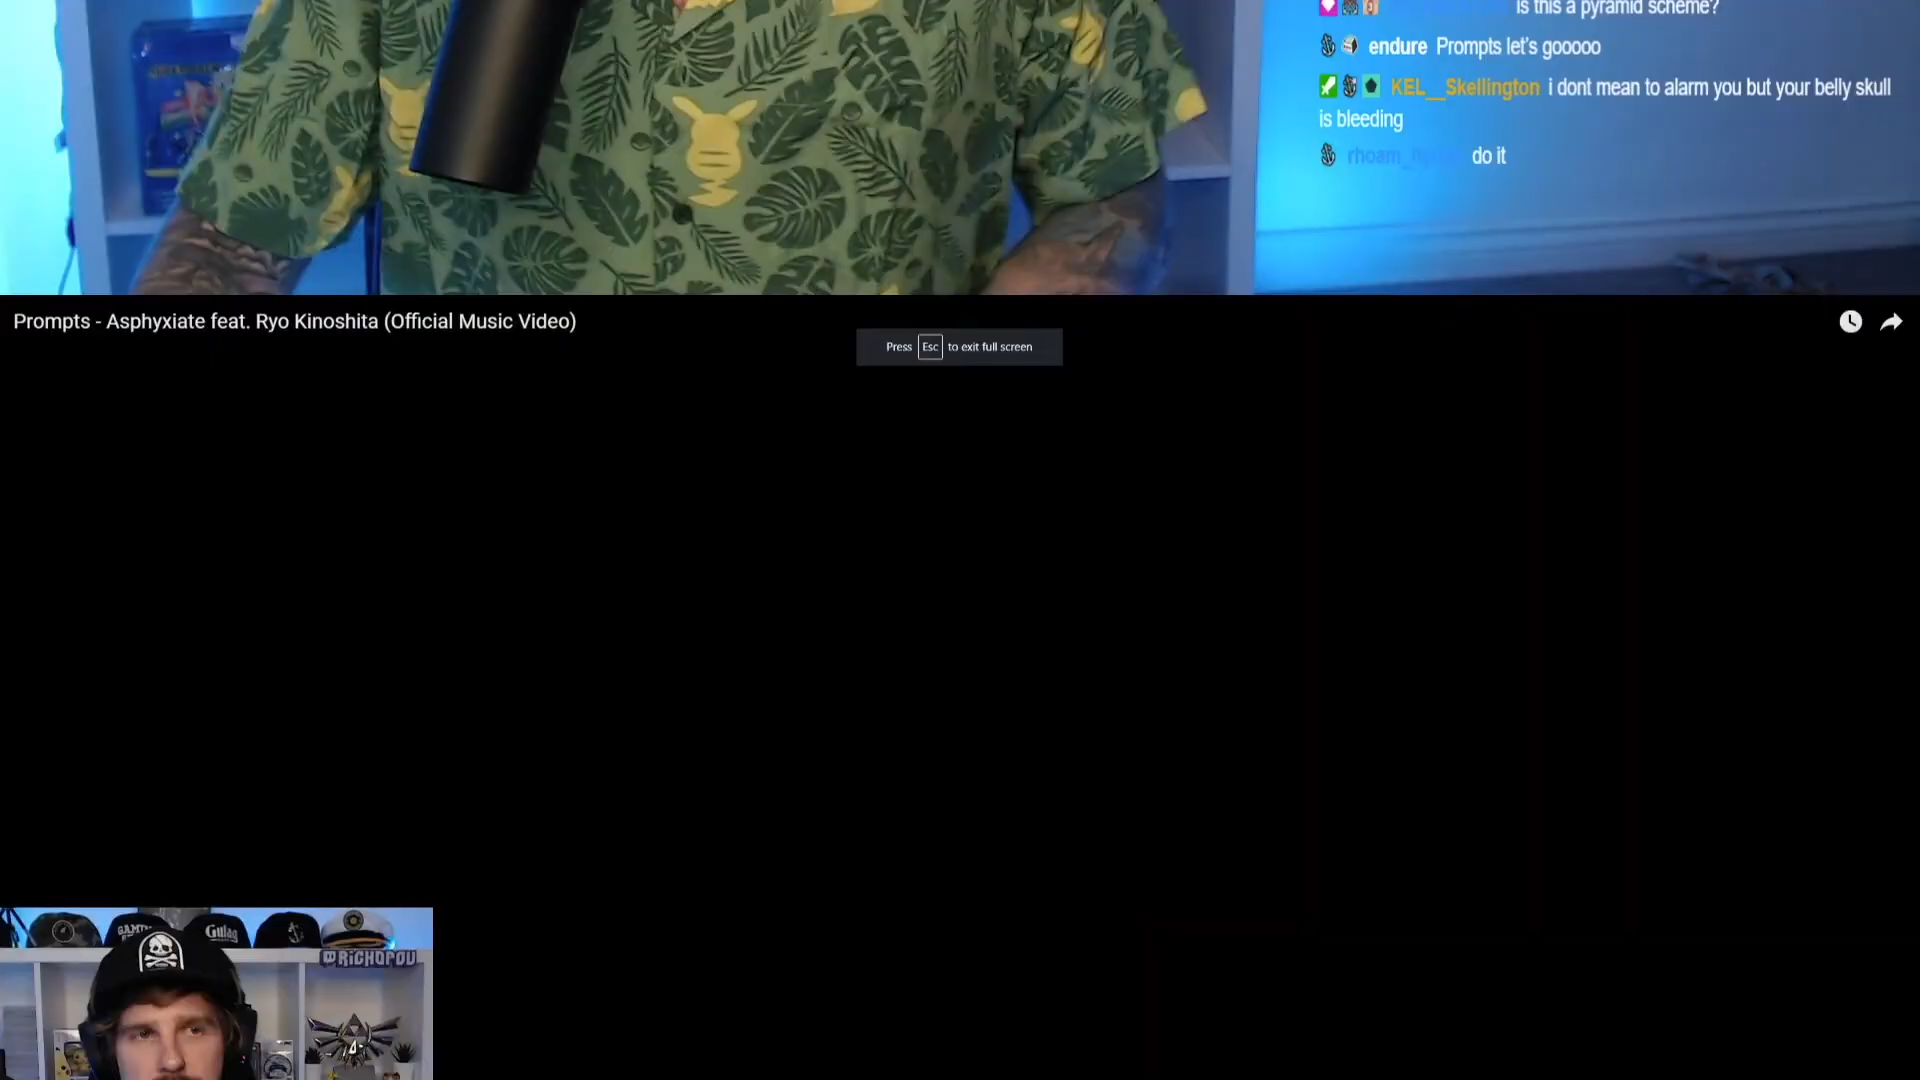 is this a pyramid scheme?
endure Prompts let's gooooo
KEL__Skellington i dont mean to alarm you but your belly skull
is bleeding
do it
Prompts - Asphyxiate feat. Ryo Kinoshita (Official Music Video)
Press Esc to exit full screen
Gulag
@RICHOPOV